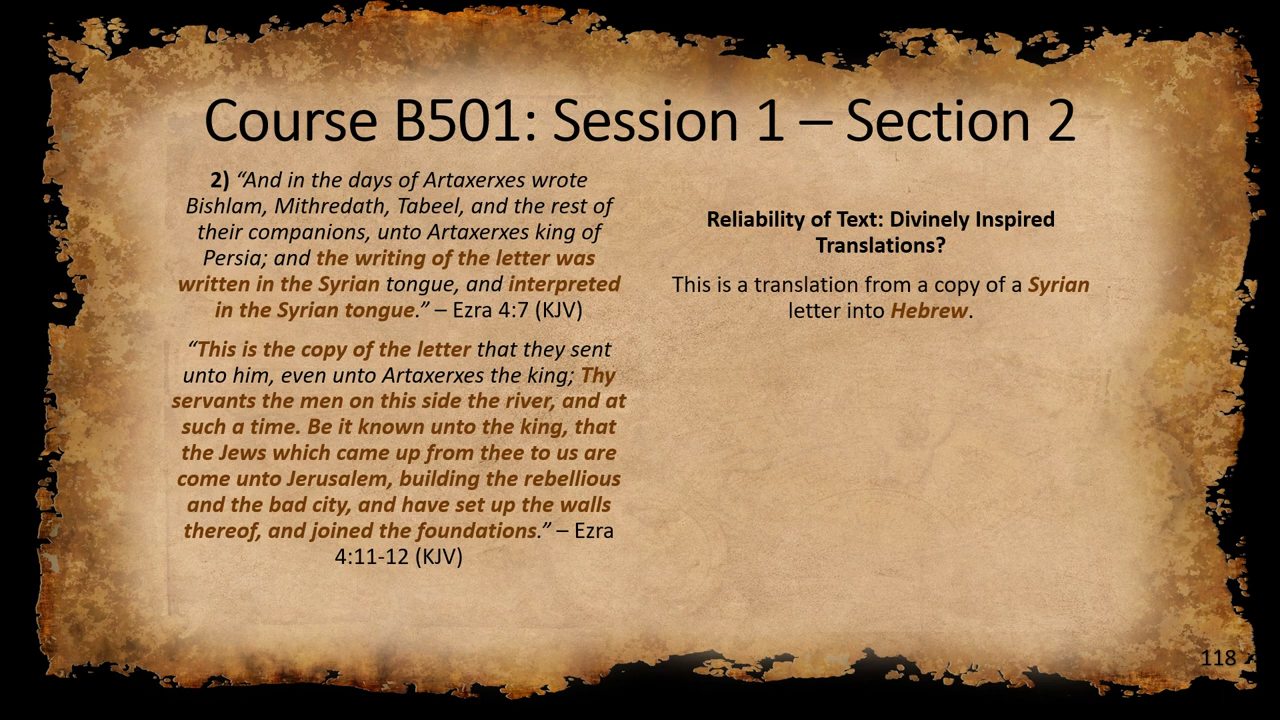 Course B501: Session 1 – Section 2
2) “And in the days of Artaxerxes wrote
Bishlam, Mithredath, Tabeel, and the rest of
their companions, unto Artaxerxes king of
Persia; and the writing of the letter was
written in the Syrian tongue, and interpreted
in the Syrian tongue.” – Ezra 4:7 (KJV)
“This is the copy of the letter that they sent
unto him, even unto Artaxerxes the king; Thy
servants the men on this side the river, and at
such a time. Be it known unto the king, that
the Jews which came up from thee to us are
come unto Jerusalem, building the rebellious
and the bad city, and have set up the walls
thereof, and joined the foundations.” – Ezra
4:11-12 (KJV)
Reliability of Text: Divinely Inspired
Translations?
This is a translation from a copy of a Syrian
letter into Hebrew.
118